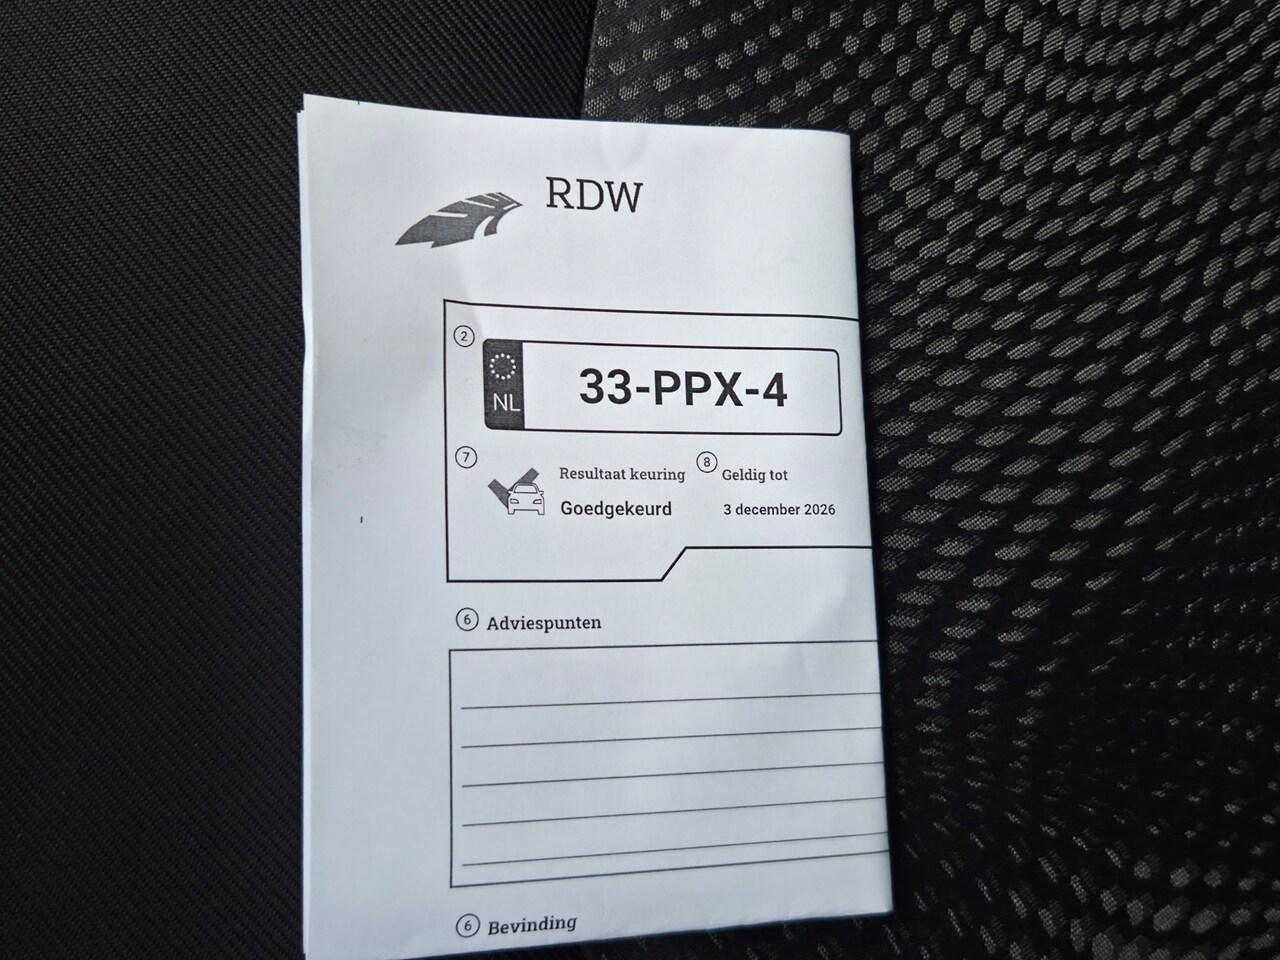 RDW
2
NL
33-PPX-4
7
Resultaat keuring
Goedgekeurd
8
Geldig tot
3 december 2026
6 Adviespunten
6 Bevinding